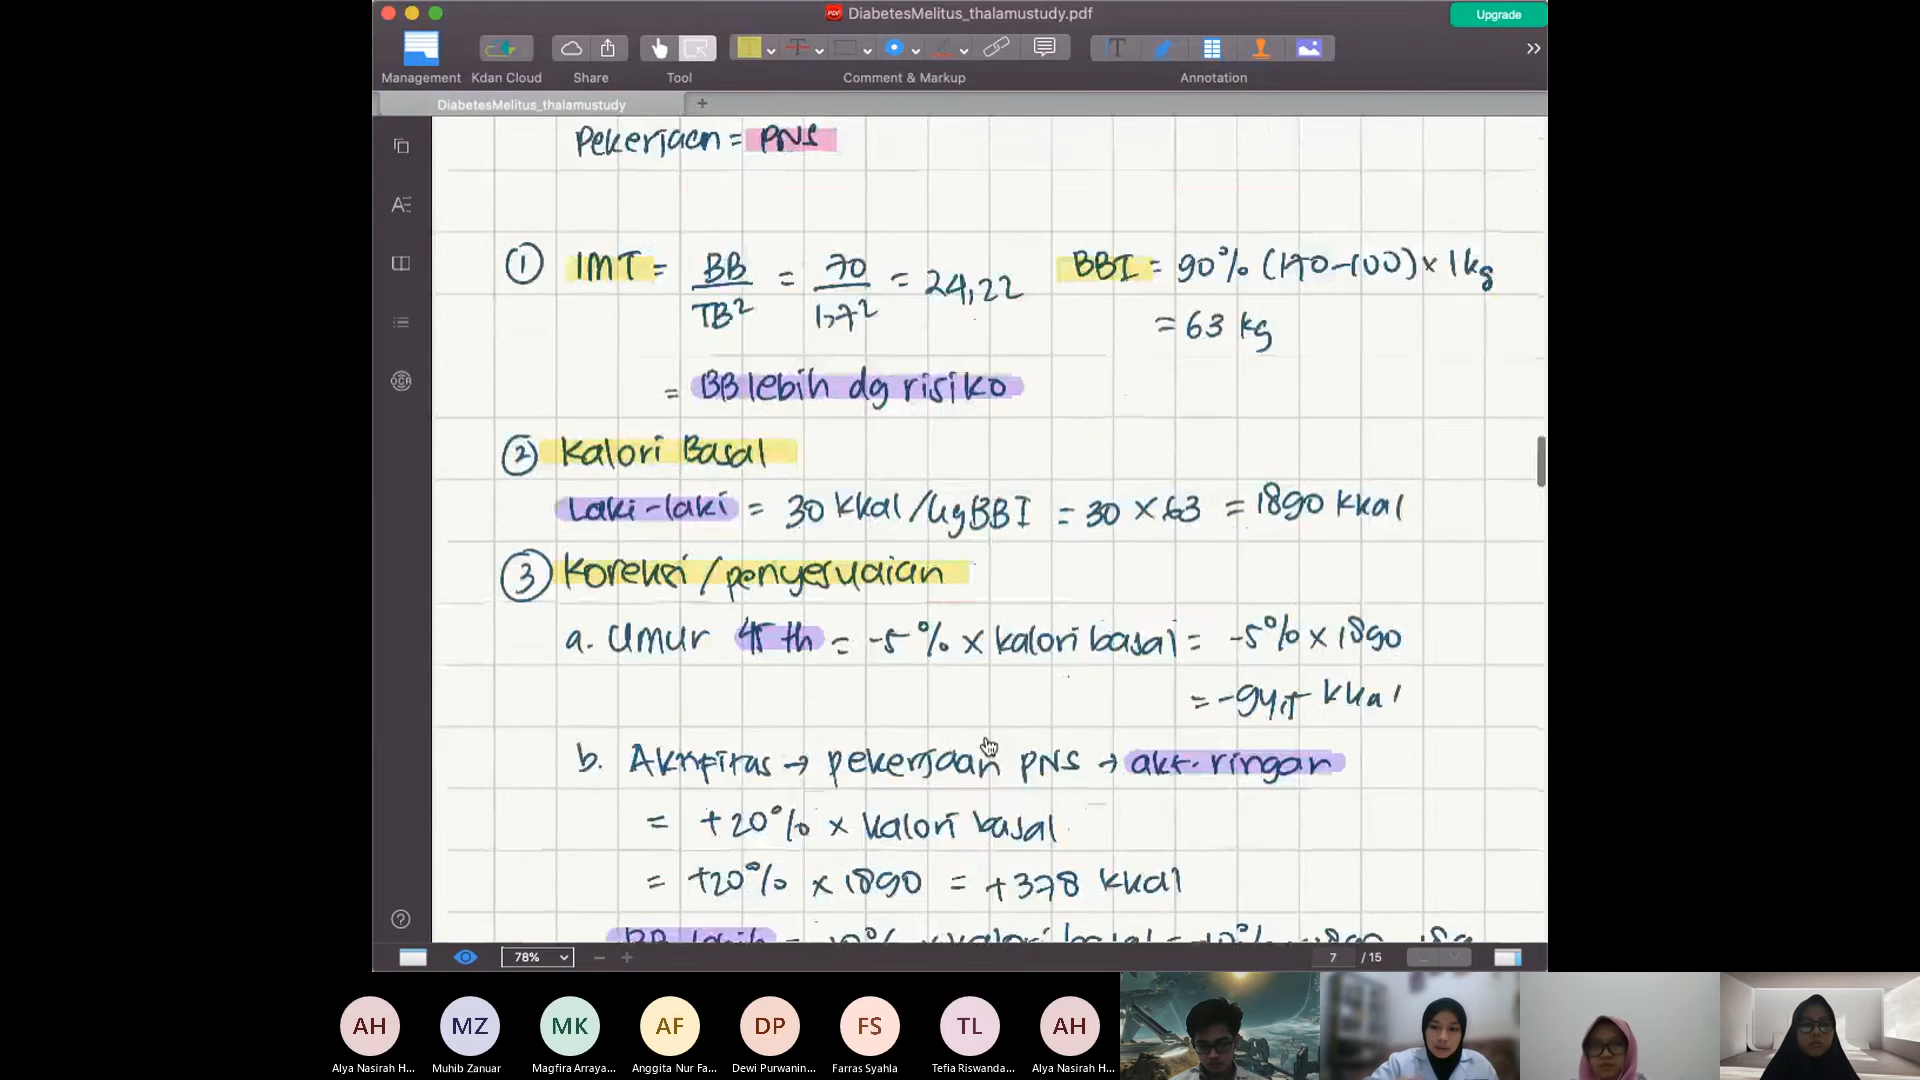 DiabetesMelitus_thalamustudy.pdf
Upgrade
Management Kdan Cloud Share Tool Comment & Markup Annotation
DiabetesMelitus_thalamustudy
Pekerjaan = PNS
① IMT = BB / TB² = 70 / 1,7² = 24,22 BBI = 90% (170-100) × 1 kg
= 63 kg
= BB lebih dg risiko
② Kalori Basal
Laki-laki = 30 kkal/kgBBI = 30 × 63 = 1890 kkal
③ Koreksi/penyesuaian
a. Umur 45 th = -5% × kalori basal = -5% × 1890
= -94,5 kkal
b. Aktifitas → pekerjaan PNS → akt. ringan
= +20% × kalori basal
= +20% × 1890 = +378 kkal
78% 7 / 15
AH MZ MK AF DP FS TL AH
Alya Nasirah H... Muhib Zanuar Magfira Arraya... Anggita Nur Fa... Dewi Purwanin... Farras Syahla Tefia Riswanda... Alya Nasirah H...